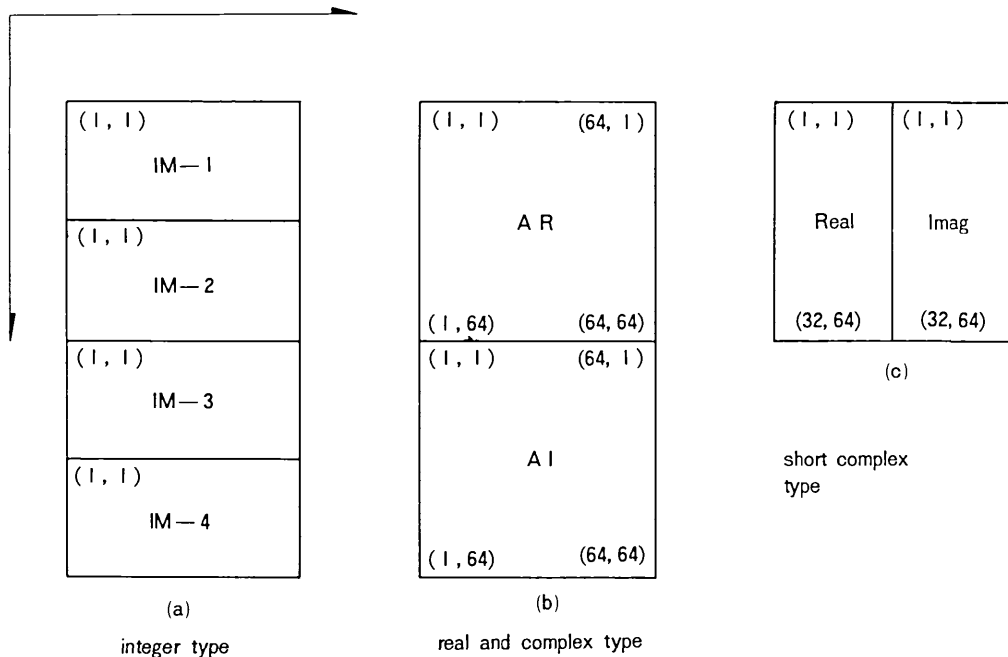 (1, 1)
IM-1
(1, 1)
IM-2
(1, 1)
IM-3
(1, 1)
IM-4
(a)
integer type
(1, 1) (64, 1)
AR
(1, 64) (64, 64)
(1, 1) (64, 1)
AI
(1, 64) (64, 64)
(b)
real and complex type
(1, 1) (1, 1)
Real Imag
(32, 64) (32, 64)
(c)
short complex
type